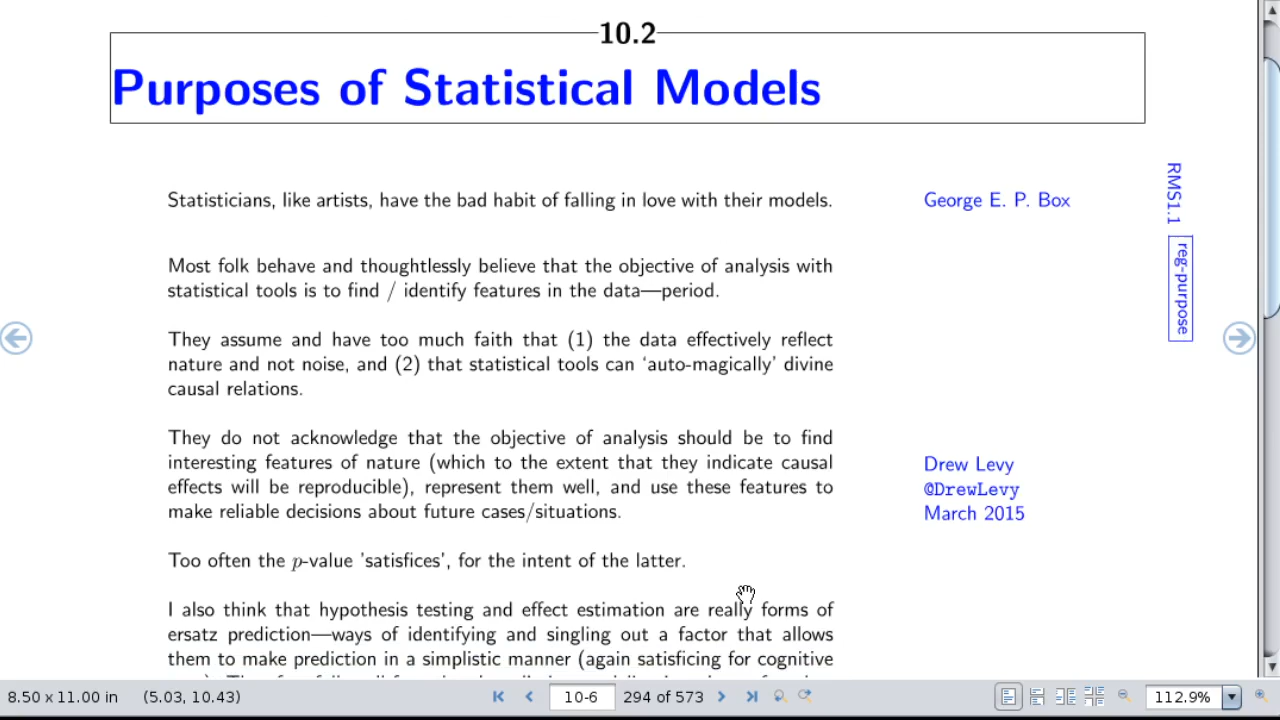 10.2
Purposes of Statistical Models
Statisticians, like artists, have the bad habit of falling in love with their models.
George E. P. Box
RMS1.1
reg-purpose
Most folk behave and thoughtlessly believe that the objective of analysis with
statistical tools is to find / identify features in the data—period.
They assume and have too much faith that (1) the data effectively reflect
nature and not noise, and (2) that statistical tools can ‘auto-magically’ divine
causal relations.
They do not acknowledge that the objective of analysis should be to find
interesting features of nature (which to the extent that they indicate causal
effects will be reproducible), represent them well, and use these features to
make reliable decisions about future cases/situations.
Drew Levy
@DrewLevy
March 2015
Too often the p-value ’satisfices’, for the intent of the latter.
I also think that hypothesis testing and effect estimation are really forms of
ersatz prediction—ways of identifying and singling out a factor that allows
them to make prediction in a simplistic manner (again satisficing for cognitive
8.50 x 11.00 in (5.03, 10.43) 10-6 294 of 573 112.9%